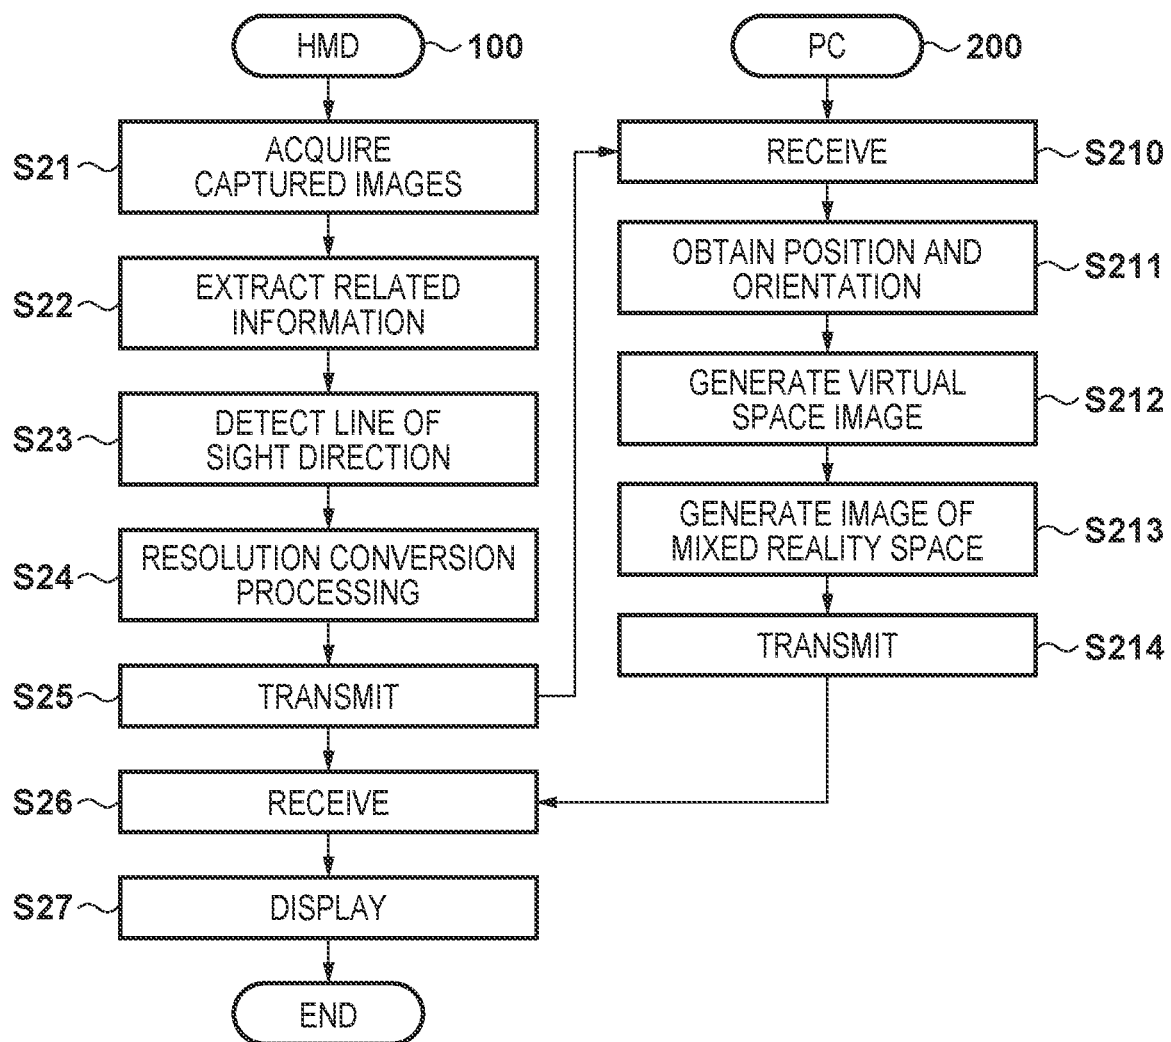 HMD
100
S21
ACQUIRE
CAPTURED IMAGES
S22
EXTRACT RELATED
INFORMATION
S23
DETECT LINE OF
SIGHT DIRECTION
S24
RESOLUTION CONVERSION
PROCESSING
S25
TRANSMIT
S26
RECEIVE
S27
DISPLAY
END
PC
200
RECEIVE
S210
OBTAIN POSITION AND
ORIENTATION
S211
GENERATE VIRTUAL
SPACE IMAGE
S212
GENERATE IMAGE OF
MIXED REALITY SPACE
S213
TRANSMIT
S214